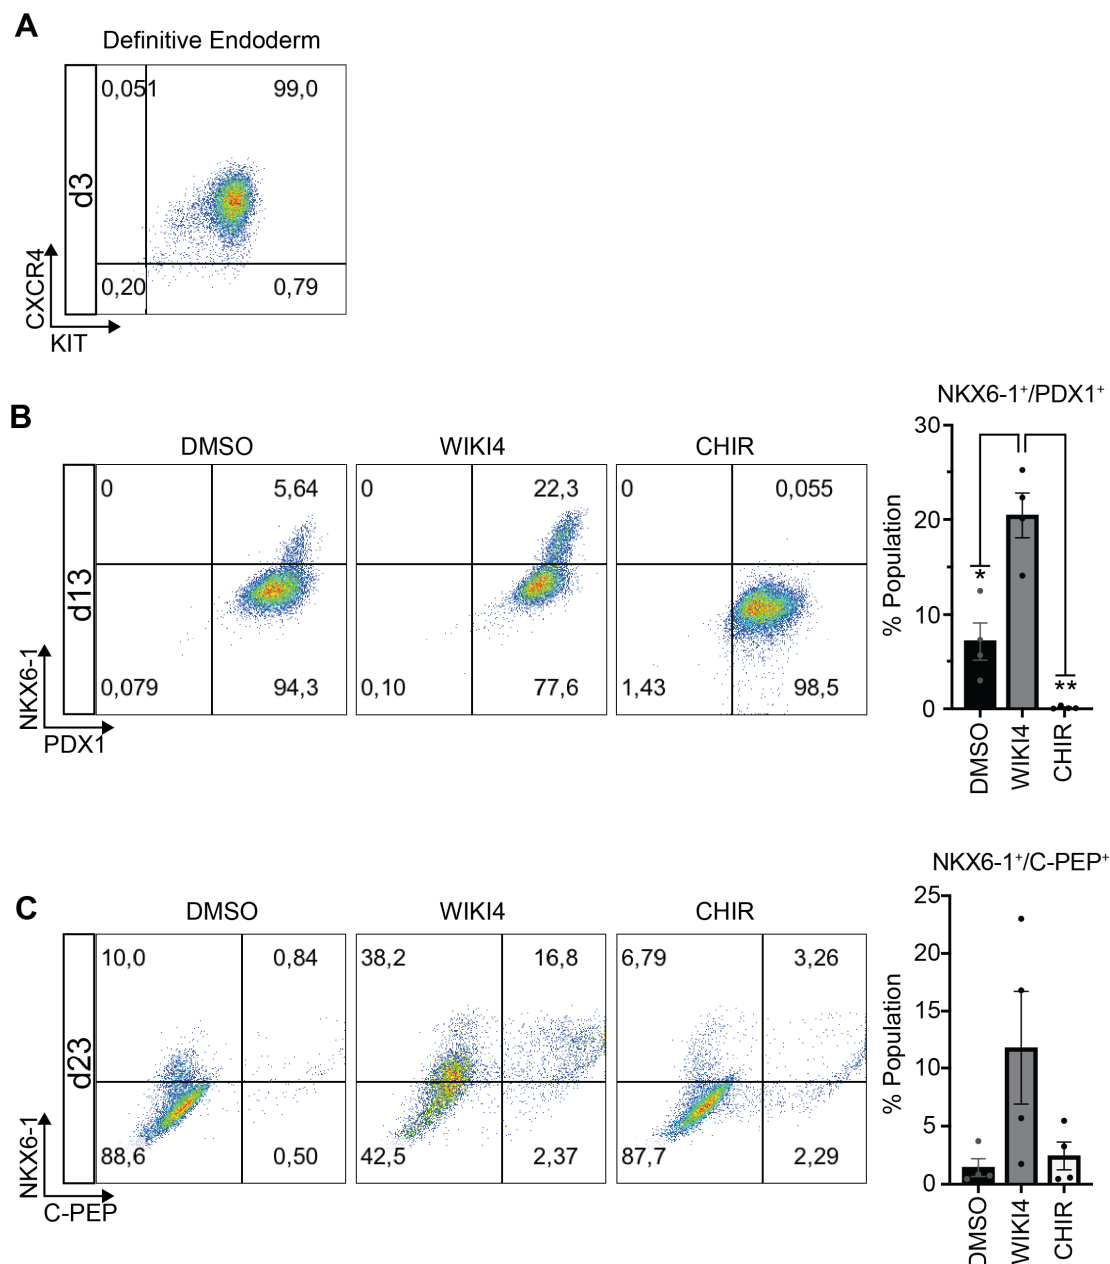 A
Definitive Endoderm
0,051
99,0
d3
0,20
0,79
CXCR4
KIT
B
DMSO
WIKI4
CHIR
d13
0
5,64
0,079
94,3
0
22,3
0,10
77,6
0
0,055
1,43
98,5
NKX6-1
PDX1
NKX6-1⁺/PDX1⁺
% Population
30
20
10
0
*
**
DMSO
WIKI4
CHIR
C
DMSO
WIKI4
CHIR
d23
10,0
0,84
88,6
0,50
38,2
16,8
42,5
2,37
6,79
3,26
87,7
2,29
NKX6-1
C-PEP
NKX6-1⁺/C-PEP⁺
% Population
25
20
15
10
5
0
DMSO
WIKI4
CHIR